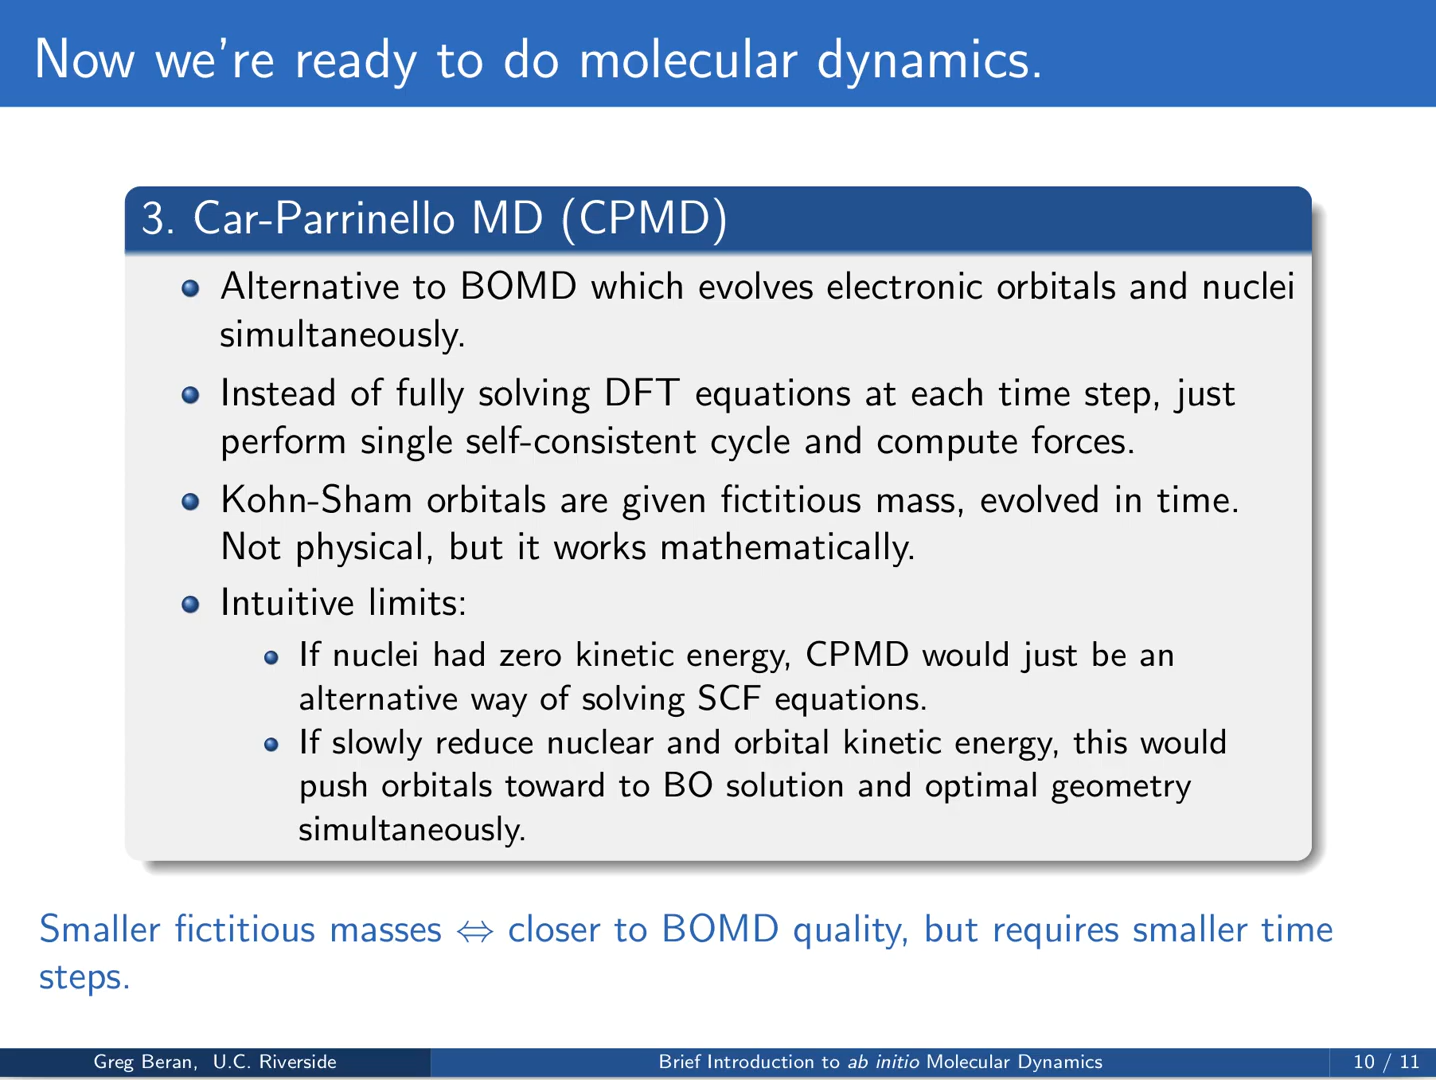 Now we're ready to do molecular dynamics.
3. Car-Parrinello MD (CPMD)
Alternative to BOMD which evolves electronic orbitals and nuclei
simultaneously.
Instead of fully solving DFT equations at each time step, just
perform single self-consistent cycle and compute forces.
Kohn-Sham orbitals are given fictitious mass, evolved in time.
Not physical, but it works mathematically.
Intuitive limits:
If nuclei had zero kinetic energy, CPMD would just be an
alternative way of solving SCF equations.
If slowly reduce nuclear and orbital kinetic energy, this would
push orbitals toward to BO solution and optimal geometry
simultaneously.
Smaller fictitious masses ⇔ closer to BOMD quality, but requires smaller time
steps.
Greg Beran, U.C. Riverside Brief Introduction to ab initio Molecular Dynamics 10 / 11